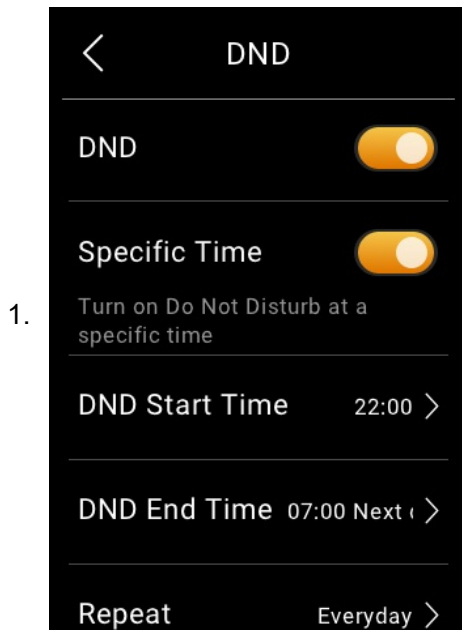 DND
DND
Specific Time
1.
Turn on Do Not Disturb at a
specific time
DND Start Time 22:00
DND End Time 07:00 Next
Repeat Everyday